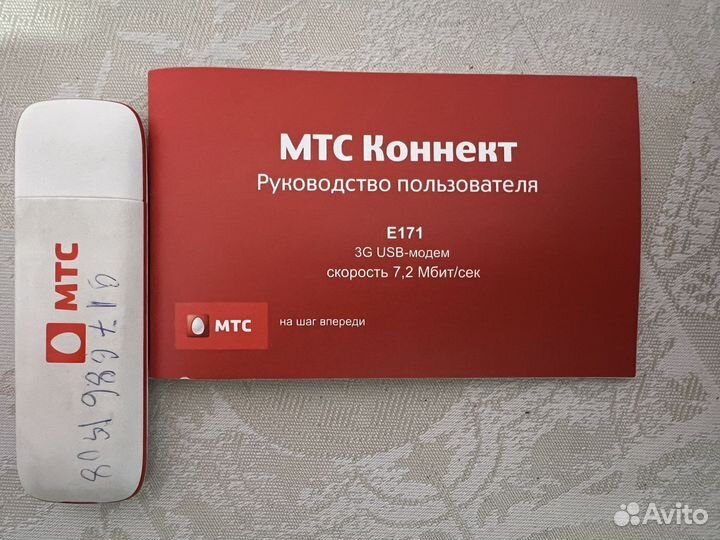 МТС
МТС Коннект
Руководство пользователя
E171
3G USB-модем
скорость 7,2 Мбит/сек
МТС
на шаг впереди
Avito